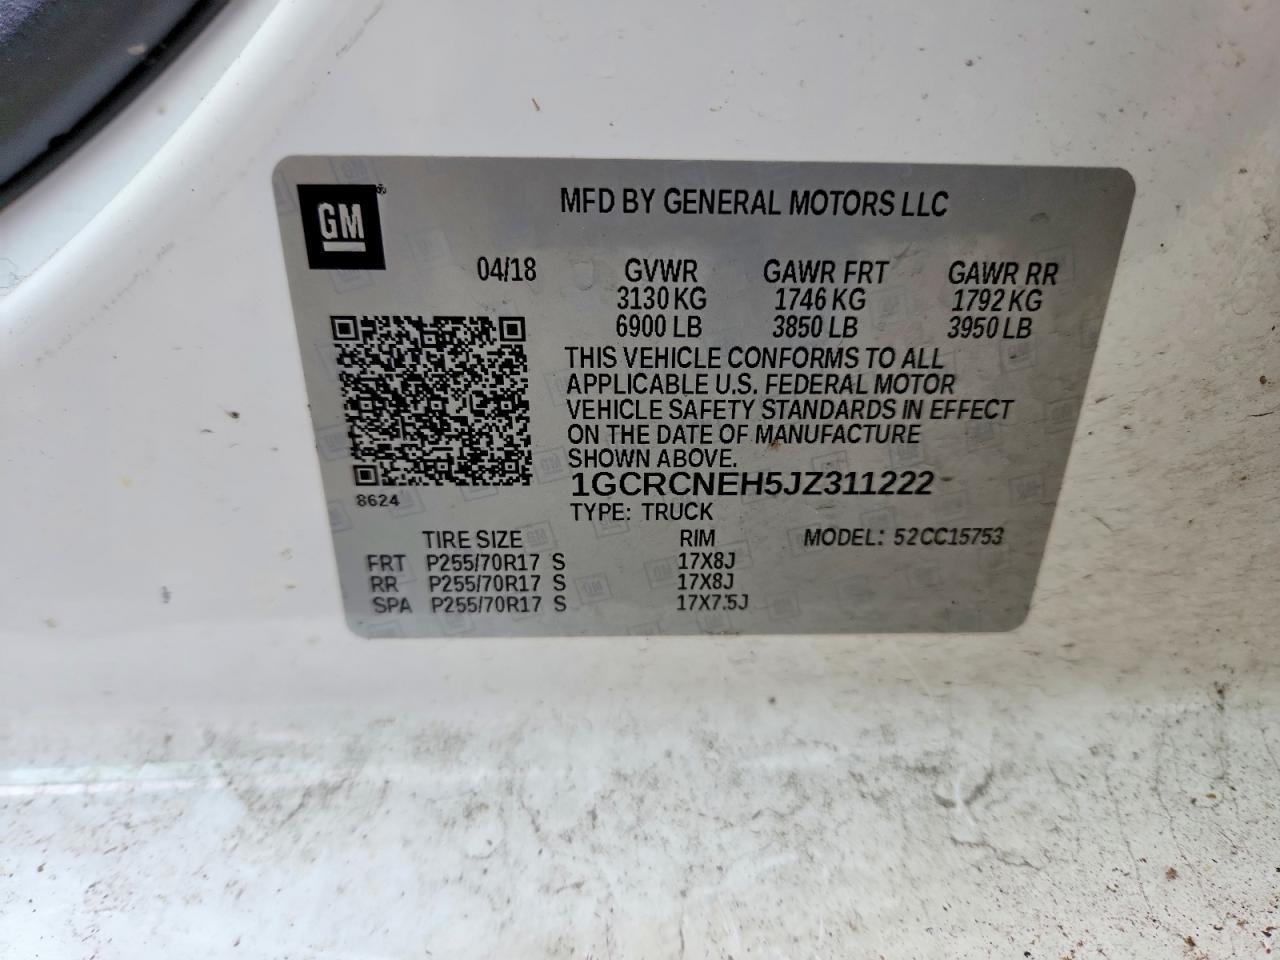 GM®
MFD BY GENERAL MOTORS LLC
04/18 GVWR GAWR FRT GAWR RR
3130 KG 1746 KG 1792 KG
6900 LB 3850 LB 3950 LB
THIS VEHICLE CONFORMS TO ALL
APPLICABLE U.S. FEDERAL MOTOR
VEHICLE SAFETY STANDARDS IN EFFECT
ON THE DATE OF MANUFACTURE
SHOWN ABOVE.
8624
1GCRCNEH5JZ311222
TYPE: TRUCK
TIRE SIZE RIM MODEL: 52CC15753
FRT P255/70R17 S 17X8J
RR P255/70R17 S 17X8J
SPA P255/70R17 S 17X7.5J